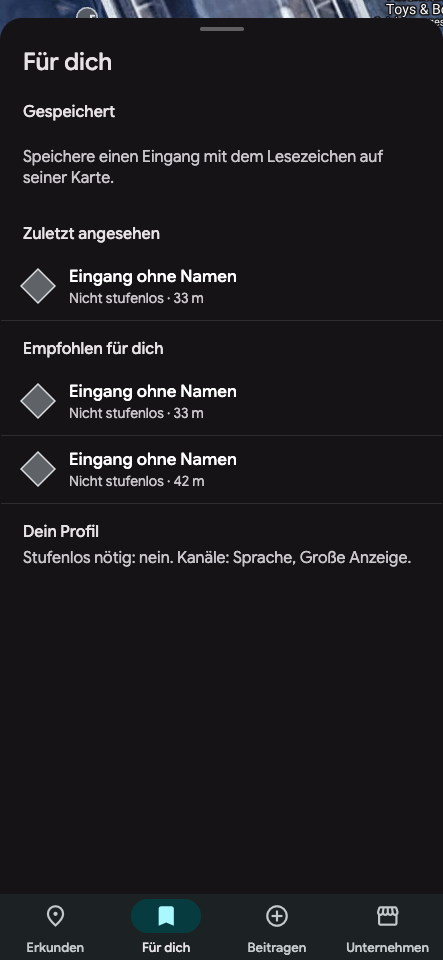 Toys & B
Für dich
Gespeichert
Speichere einen Eingang mit dem Lesezeichen auf
seiner Karte.
Zuletzt angesehen
Eingang ohne Namen
Nicht stufenlos · 33 m
Empfohlen für dich
Eingang ohne Namen
Nicht stufenlos · 33 m
Eingang ohne Namen
Nicht stufenlos · 42 m
Dein Profil
Stufenlos nötig: nein. Kanäle: Sprache, Große Anzeige.
Erkunden
Für dich
Beitragen
Unternehmen